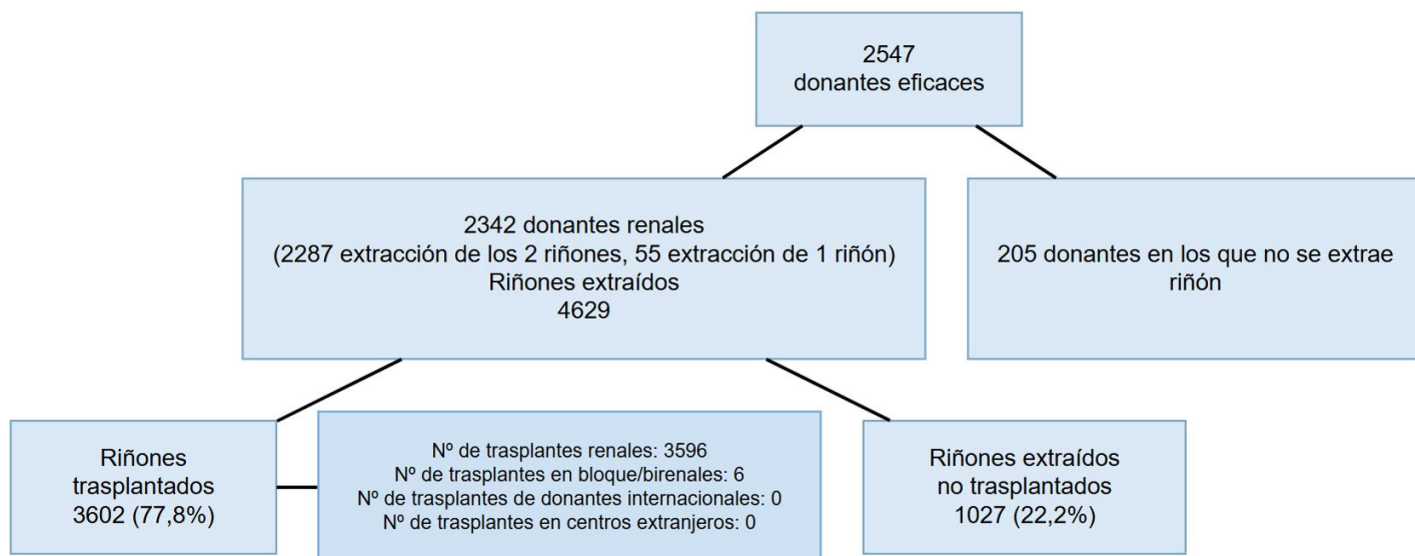 2547
donantes eficaces
2342 donantes renales
(2287 extracción de los 2 riñones, 55 extracción de 1 riñón)
Riñones extraídos
4629
205 donantes en los que no se extrae
riñón
Riñones
trasplantados
3602 (77,8%)
Nº de trasplantes renales: 3596
Nº de trasplantes en bloque/birenales: 6
Nº de trasplantes de donantes internacionales: 0
Nº de trasplantes en centros extranjeros: 0
Riñones extraídos
no trasplantados
1027 (22,2%)